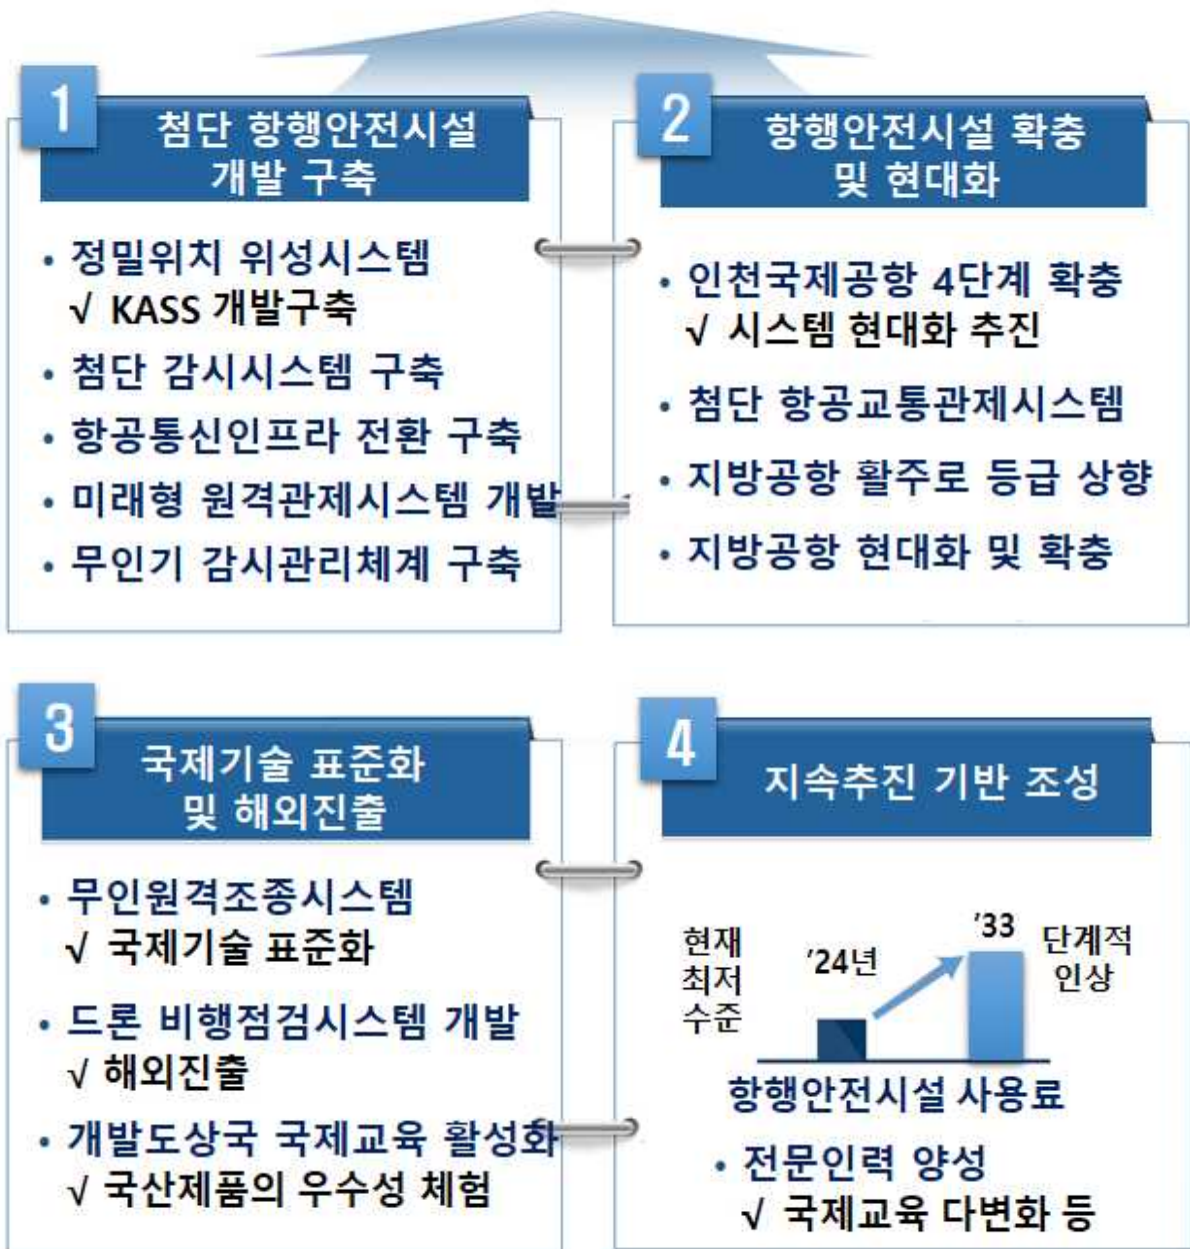 1
첨단 항행안전시설
개발 구축
• 정밀위치 위성시스템
√ KASS 개발구축
• 첨단 감시시스템 구축
• 항공통신인프라 전환 구축
• 미래형 원격관제시스템 개발
• 무인기 감시관리체계 구축
2
항행안전시설 확충
및 현대화
• 인천국제공항 4단계 확충
√ 시스템 현대화 추진
• 첨단 항공교통관제시스템
• 지방공항 활주로 등급 상향
• 지방공항 현대화 및 확충
3
국제기술 표준화
및 해외진출
• 무인원격조종시스템
√ 국제기술 표준화
• 드론 비행점검시스템 개발
√ 해외진출
• 개발도상국 국제교육 활성화
√ 국산제품의 우수성 체험
4
지속추진 기반 조성
현재
최저
수준
’24년
’33
단계적
인상
항행안전시설 사용료
• 전문인력 양성
√ 국제교육 다변화 등